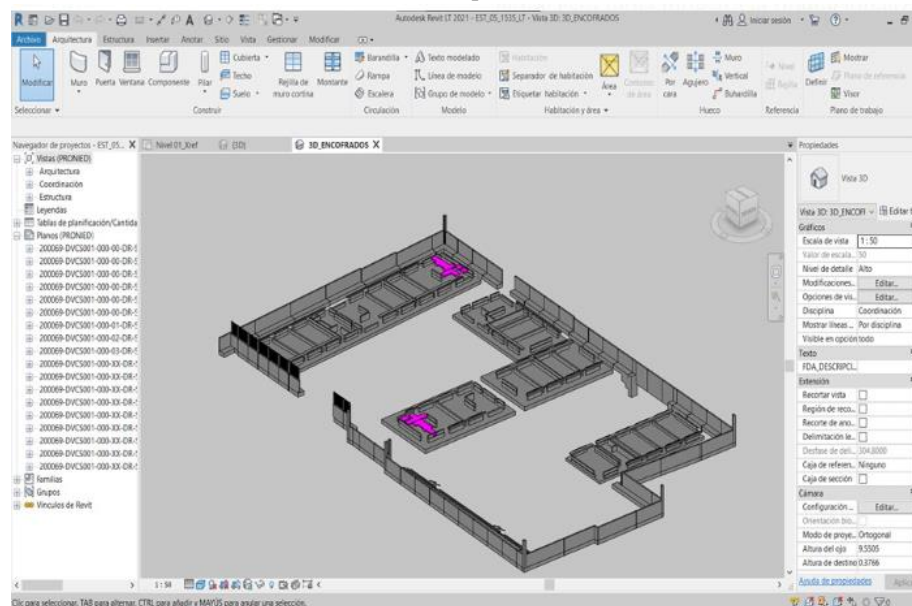 Autodesk Revit LT 2021 - EST_05_1535_LT - Vista 3D: 3D_ENCOFRADOS
Iniciar sesión
Archivo Arquitectura Estructura Insertar Anotar Sitio Vista Gestionar Modificar
Modificar
Muro Puerta Ventana Componente Pilar
Cubierta
Techo
Suelo
Rejilla de muro cortina
Montante
Barandilla
Rampa
Escalera
Texto modelado
Línea de modelo
Grupo de modelo
Habitación
Separador de habitación
Etiquetar habitación
Área
Por cara
Agujero
Muro
Vertical
Buhardilla
Nivel
Rejilla
Definir
Mostrar
Plano de referencia
Visor
Seleccionar Construir Circulación Modelo Habitación y área Hueco Referencia Plano de trabajo
Navegador de proyectos - EST_05... X
Nivel 01_Xref
{3D}
3D_ENCOFRADOS X
Propiedades
Vistas (PRONIED)
Arquitectura
Coordinación
Estructura
Leyendas
Tablas de planificación/Cantida
Planos (PRONIED)
200069-DVCS001-000-00-DR-S
200069-DVCS001-000-00-DR-S
200069-DVCS001-000-00-DR-S
200069-DVCS001-000-00-DR-S
200069-DVCS001-000-00-DR-S
200069-DVCS001-000-01-DR-S
200069-DVCS001-000-02-DR-S
200069-DVCS001-000-03-DR-S
200069-DVCS001-000-XX-DR-S
200069-DVCS001-000-XX-DR-S
200069-DVCS001-000-XX-DR-S
200069-DVCS001-000-XX-DR-S
200069-DVCS001-000-XX-DR-S
200069-DVCS001-000-XX-DR-S
200069-DVCS001-000-XX-DR-S
200069-DVCS001-000-XX-DR-S
Familias
Grupos
Vínculos de Revit
Vista 3D
Vista 3D: 3D_ENCOFI
Editar t
Gráficos
Escala de vista 1 : 50
Valor de escala... 50
Nivel de detalle Alto
Modificaciones... Editar...
Opciones de vis... Editar...
Disciplina Coordinación
Mostrar líneas ... Por disciplina
Visible en opción todo
Texto
FDA_DESCRIPCI...
Extensión
Recortar vista
Región de reco...
Recorte de ano...
Delimitación le...
Desfase de deli... 304.8000
Caja de referen... Ninguno
Caja de sección
Cámara
Configuración ... Editar...
Orientación blo...
Modo de proye... Ortogonal
Altura del ojo 9.5505
Altura de destino 0.3766
Ayuda de propiedades Aplic
1 : 50
Clic para seleccionar, TAB para alternar, CTRL para añadir y MAYÚS para anular una selección.